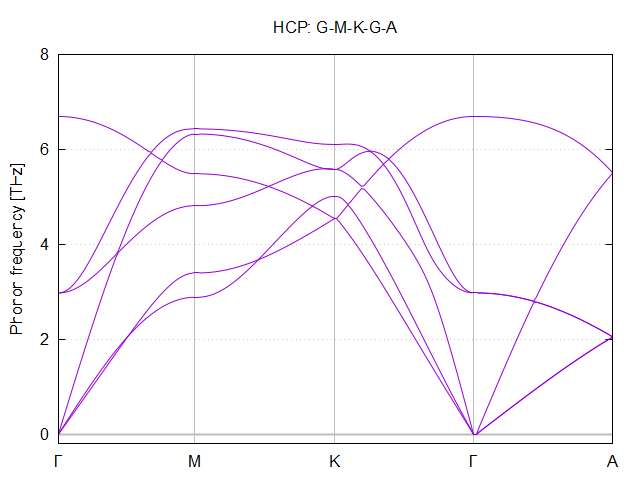 HCP: G-M-K-G-A
8
6
4
2
0
Phonon frequency [THz]
Γ M K Γ A